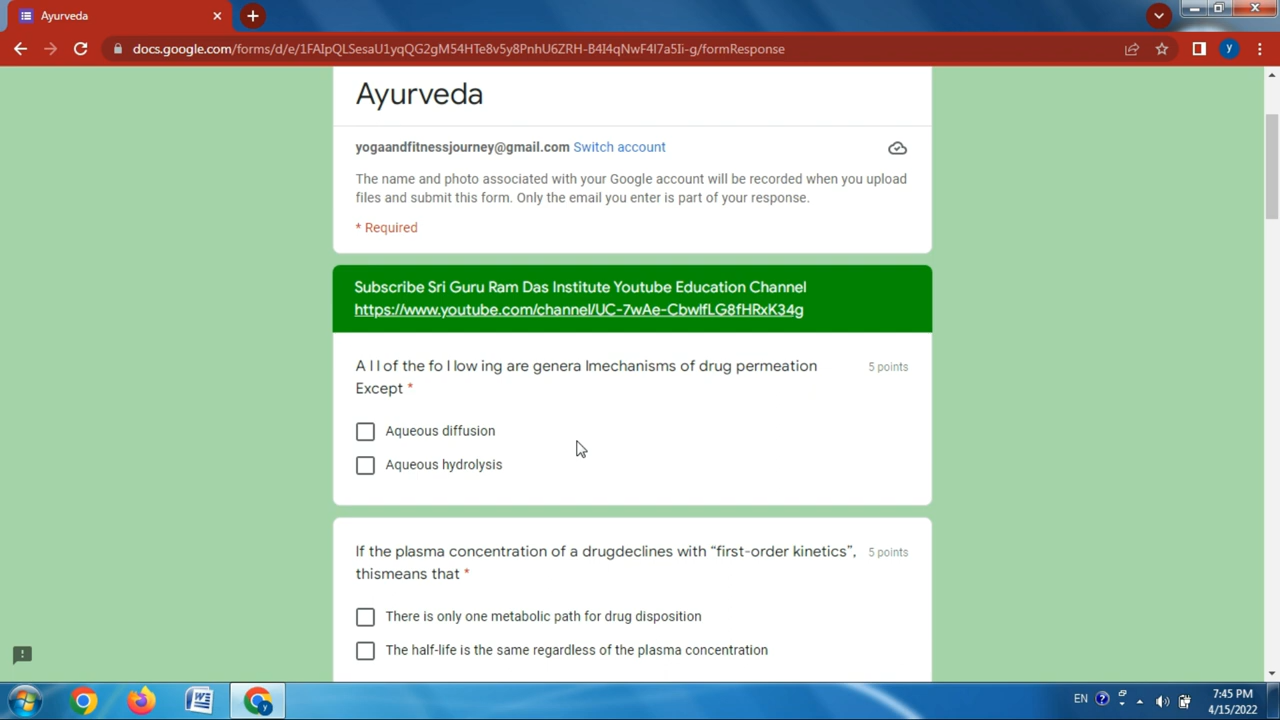 Ayurveda
docs.google.com/forms/d/e/1FAIpQLSesaU1yqQG2gM54HTe8v5y8PnhU6ZRH-B4I4qNwF4I7a5Ii-g/formResponse
y
Ayurveda
yogaandfitnessjourney@gmail.com Switch account
The name and photo associated with your Google account will be recorded when you upload
files and submit this form. Only the email you enter is part of your response.
* Required
Subscribe Sri Guru Ram Das Institute Youtube Education Channel
https://www.youtube.com/channel/UC-7wAe-CbwlfLG8fHRxK34g
A l l of the fo l low ing are genera lmechanisms of drug permeation 5 points
Except *
Aqueous diffusion
Aqueous hydrolysis
If the plasma concentration of a drugdeclines with “first-order kinetics”, 5 points
thismeans that *
There is only one metabolic path for drug disposition
The half-life is the same regardless of the plasma concentration
EN 7:45 PM
4/15/2022